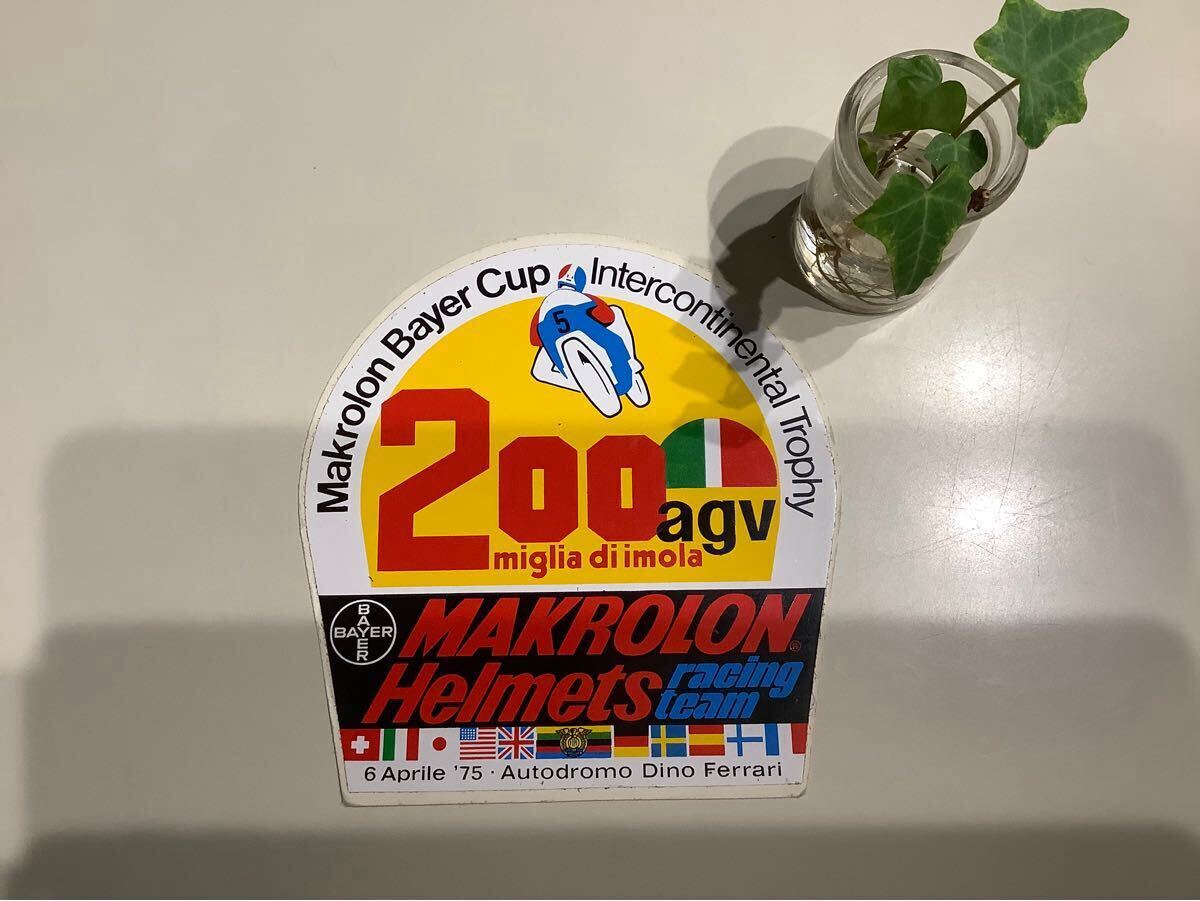 Makrolon Bayer Cup Intercontinental Trophy
5
200
agv
miglia di imola
BAYER
BAYER
MAKROLON®
Helmets racing team
6 Aprile '75 · Autodromo Dino Ferrari